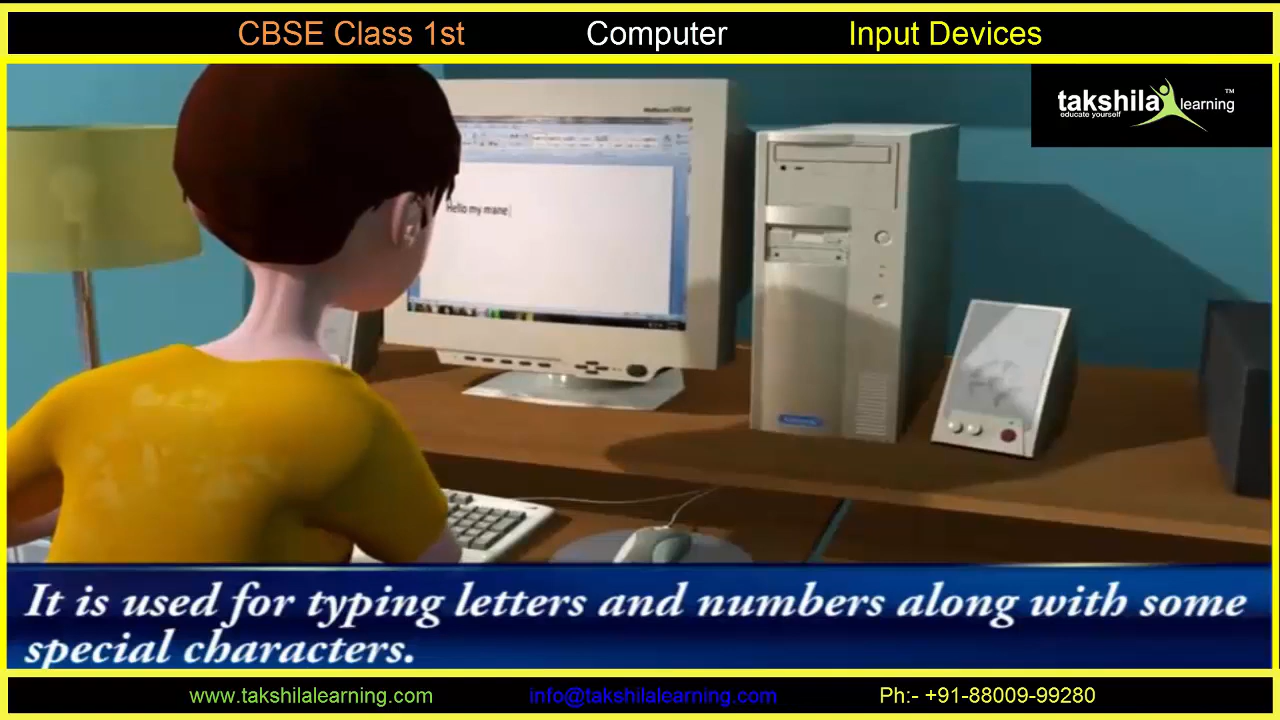 CBSE Class 1st Computer Input Devices
takshila learning™
educate yourself
Hello my mane
It is used for typing letters and numbers along with some
special characters.
www.takshilalearning.com info@takshilalearning.com Ph:- +91-88009-99280